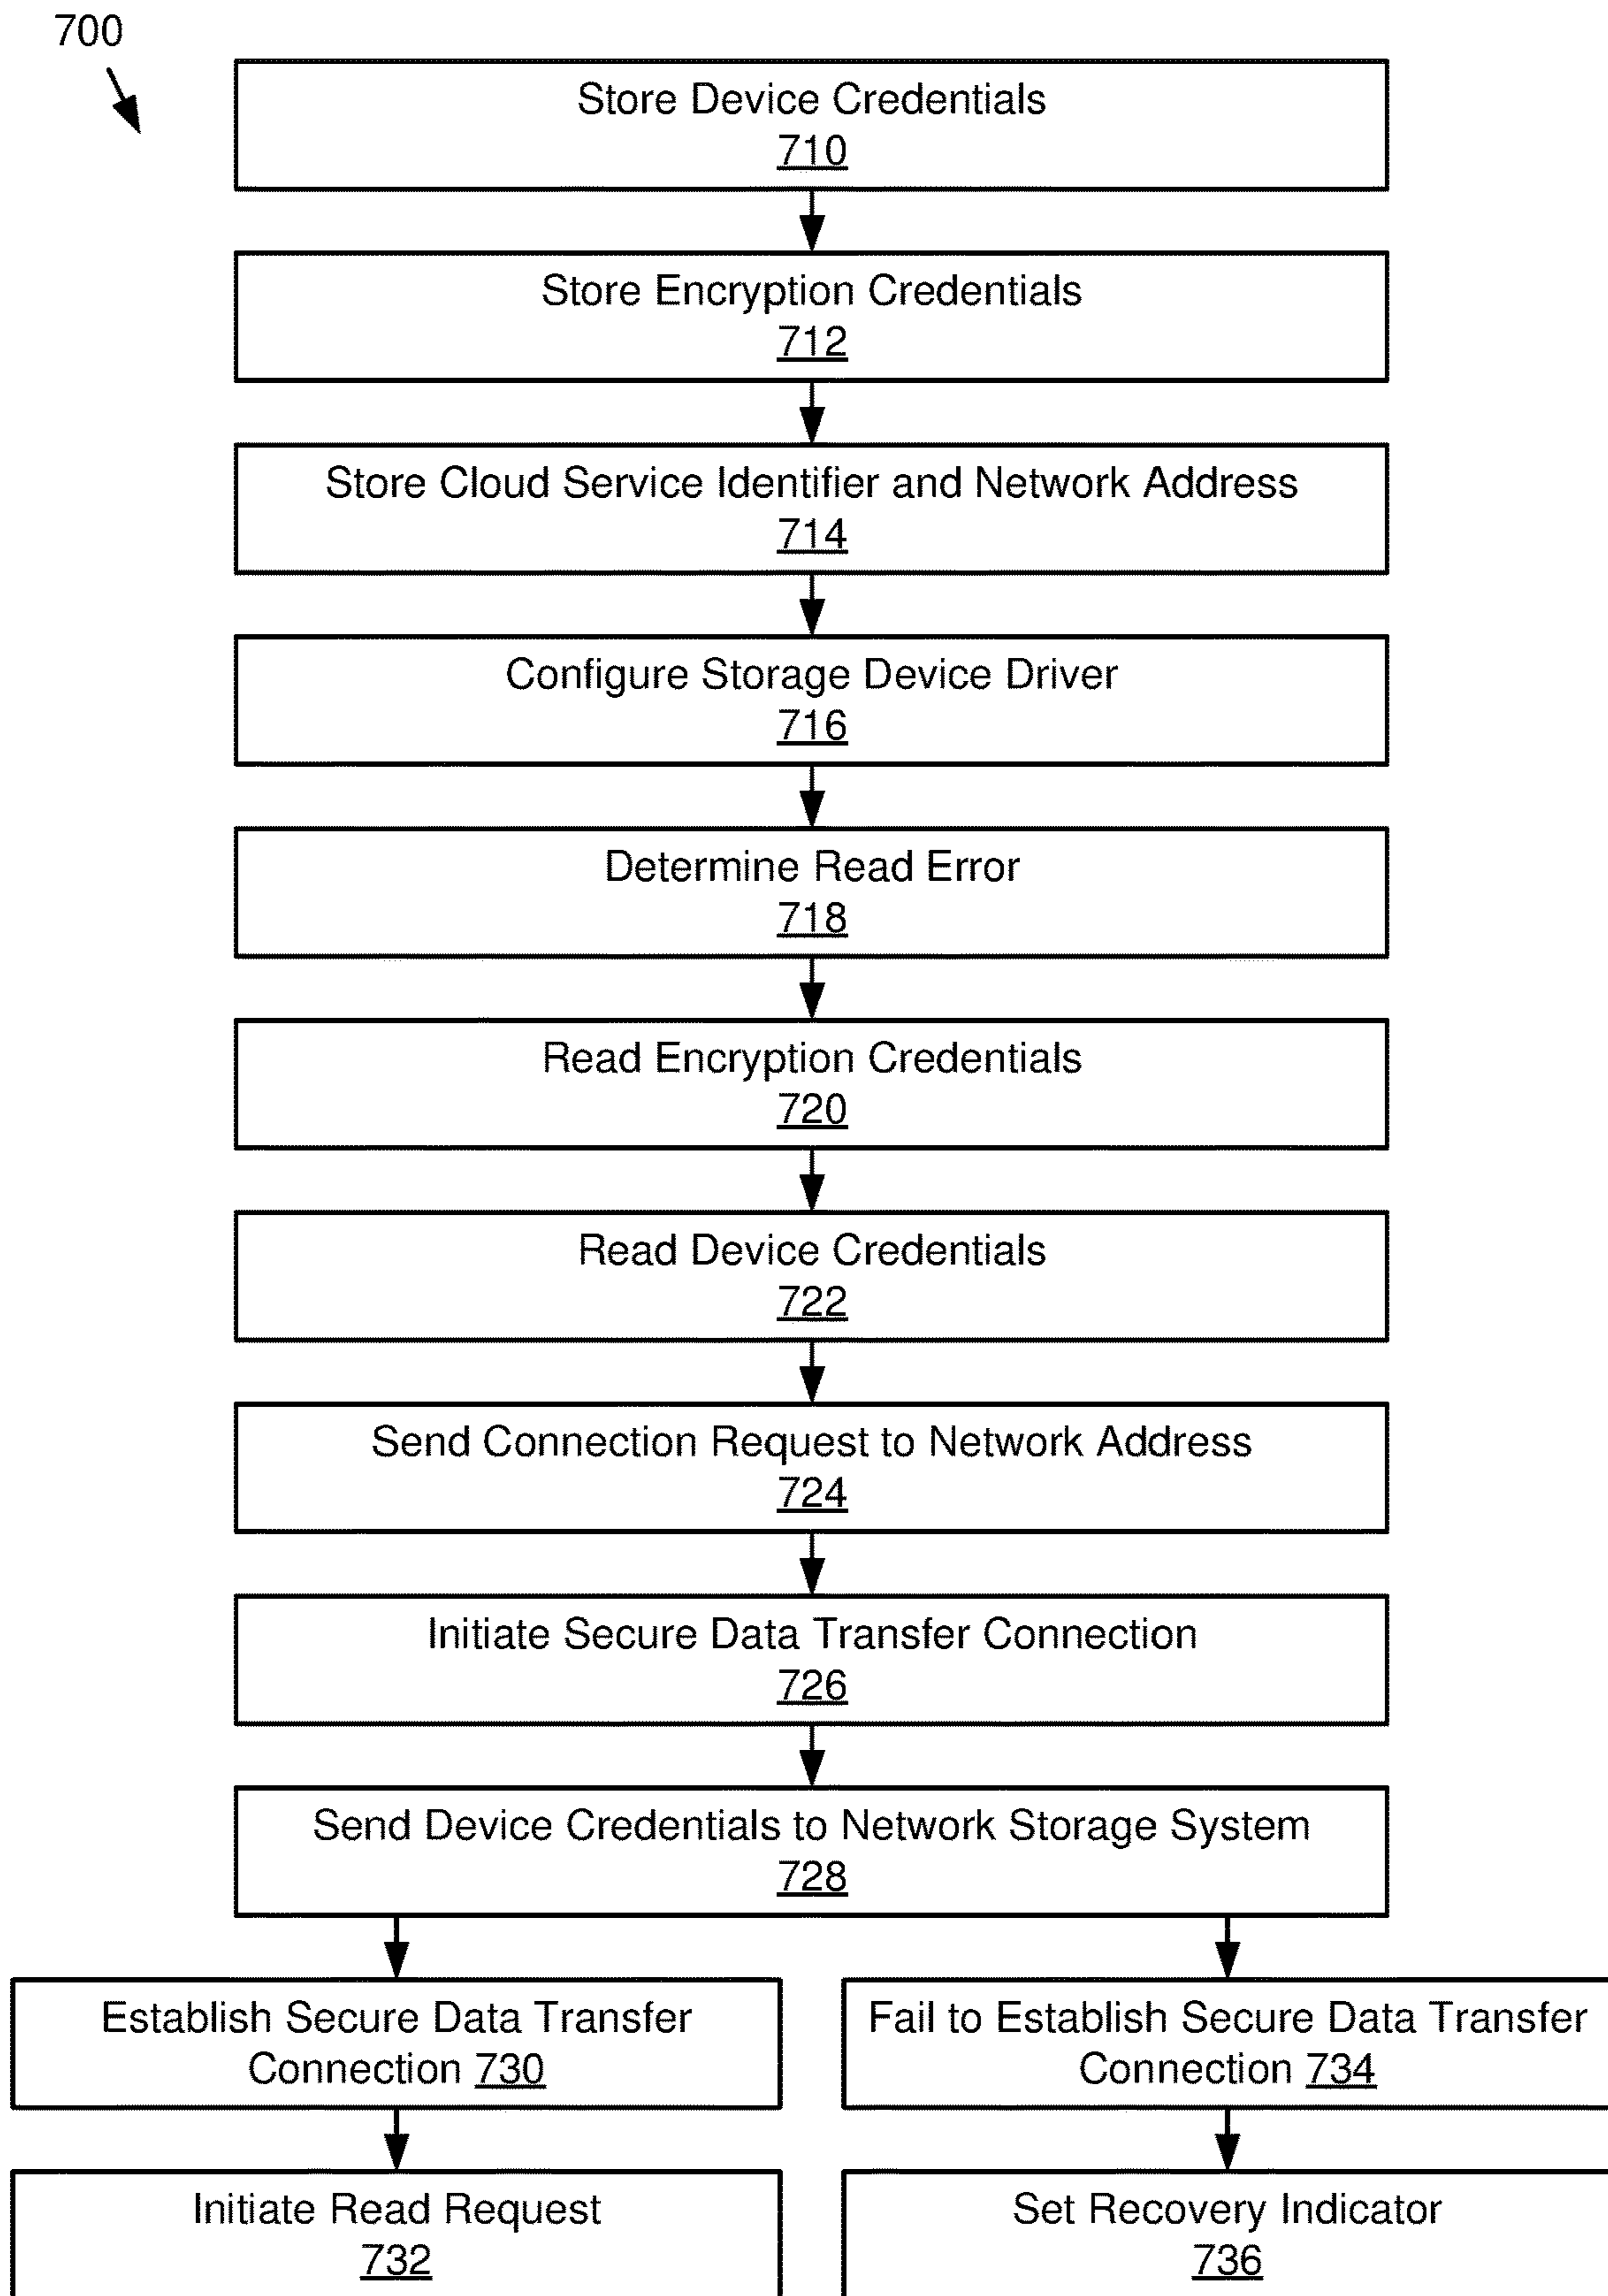 700
Store Device Credentials
710
Store Encryption Credentials
712
Store Cloud Service Identifier and Network Address
714
Configure Storage Device Driver
716
Determine Read Error
718
Read Encryption Credentials
720
Read Device Credentials
722
Send Connection Request to Network Address
724
Initiate Secure Data Transfer Connection
726
Send Device Credentials to Network Storage System
728
Establish Secure Data Transfer
Connection 730
Fail to Establish Secure Data Transfer
Connection 734
Initiate Read Request
732
Set Recovery Indicator
736